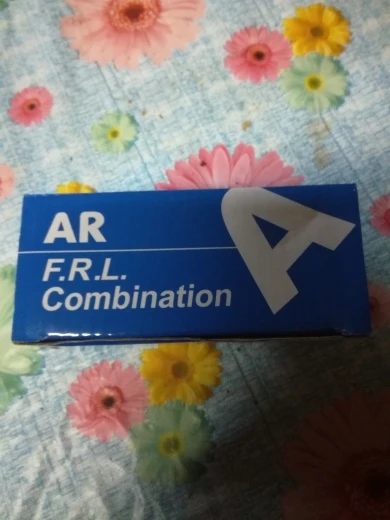 AR
F.R.L.
Combination
A